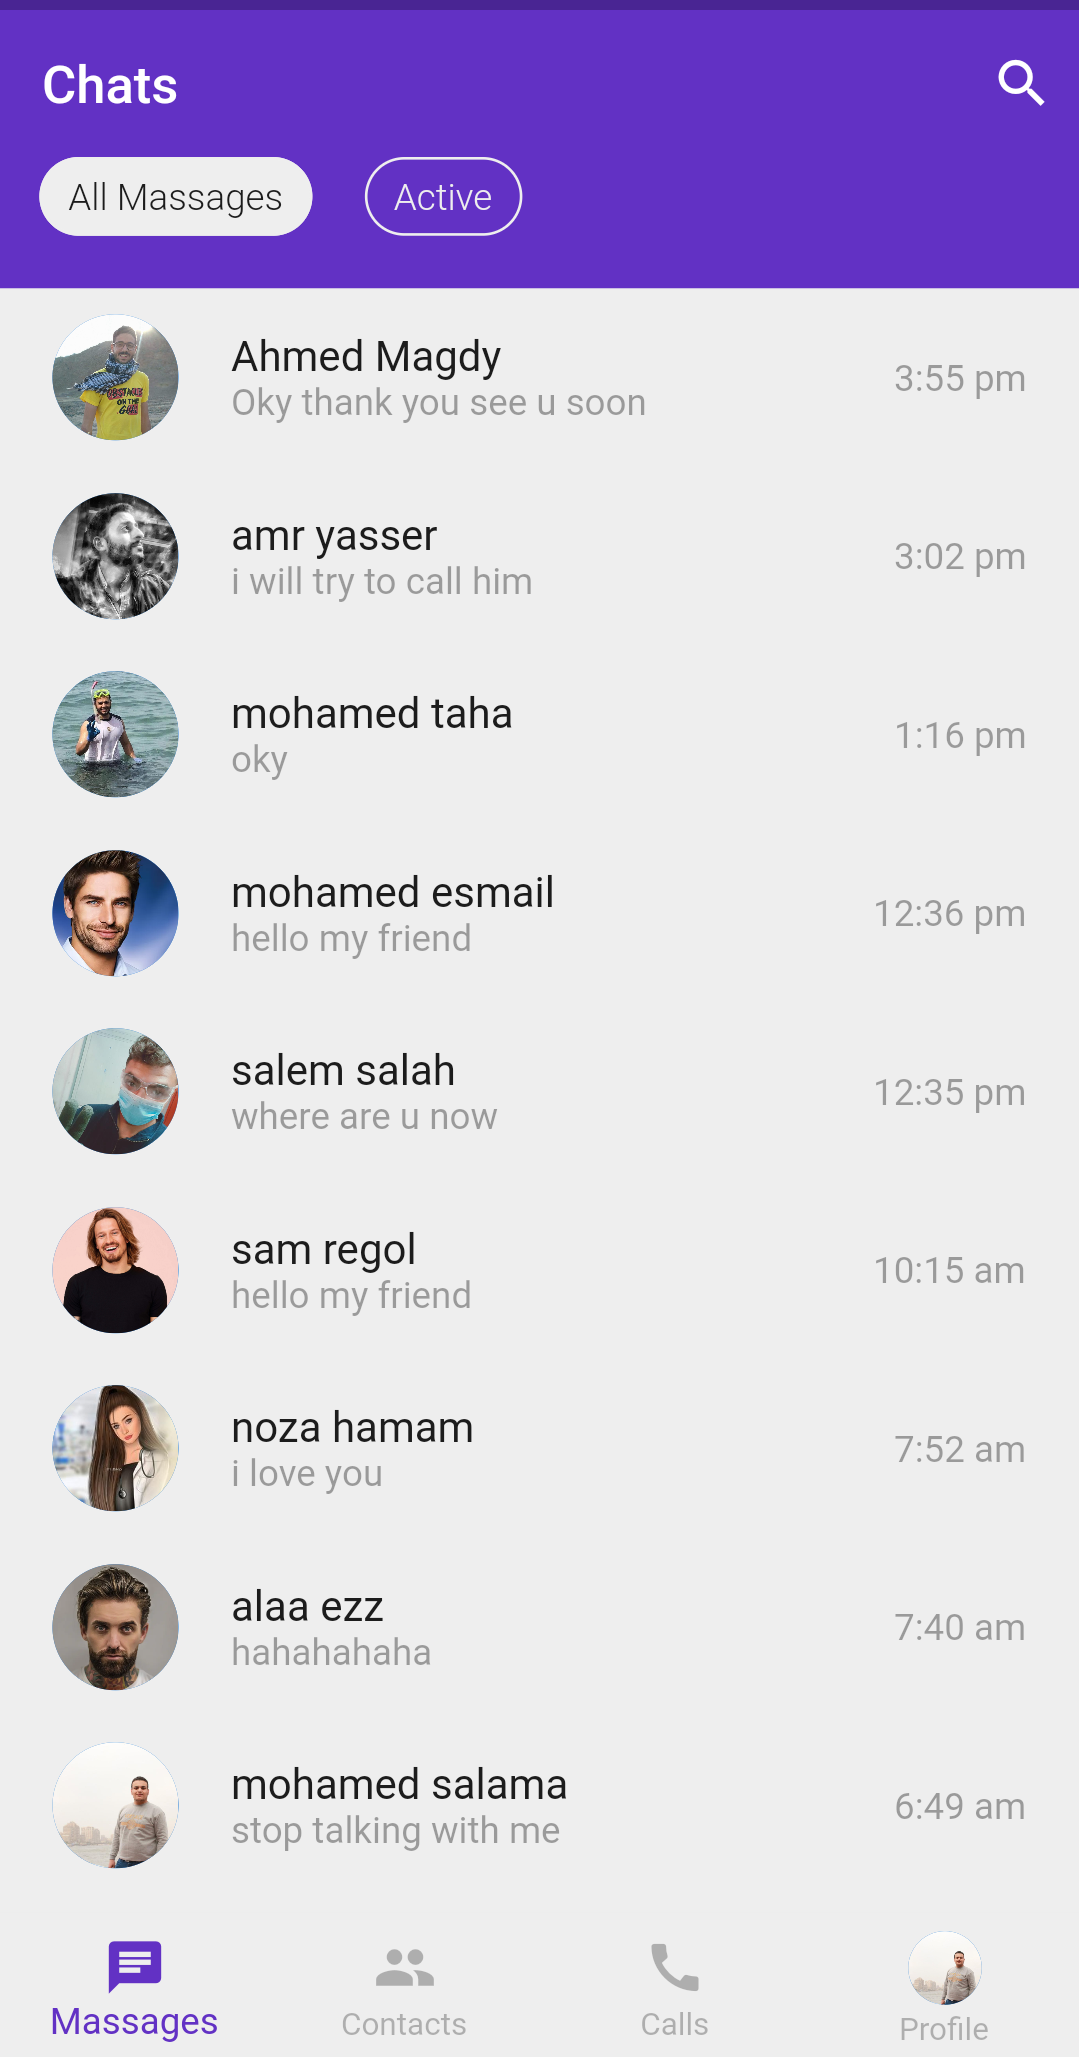 Chats
All Massages
Active
Ahmed Magdy
Oky thank you see u soon
3:55 pm
amr yasser
i will try to call him
3:02 pm
mohamed taha
oky
1:16 pm
mohamed esmail
hello my friend
12:36 pm
salem salah
where are u now
12:35 pm
sam regol
hello my friend
10:15 am
noza hamam
i love you
7:52 am
alaa ezz
hahahahaha
7:40 am
mohamed salama
stop talking with me
6:49 am
Massages
Contacts
Calls
Profile